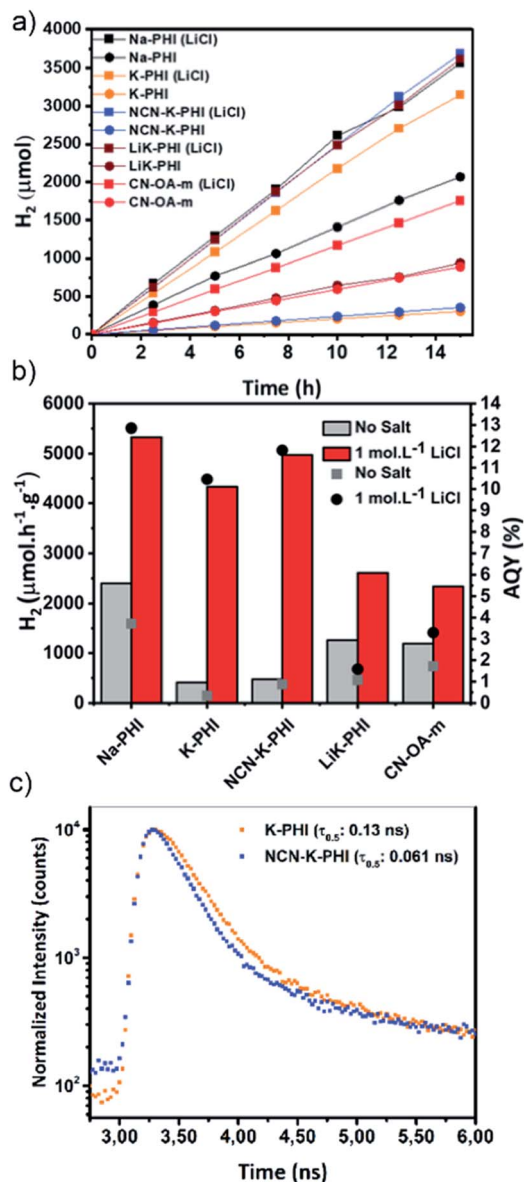 a)
H₂ (μmol)
4000
3500
3000
2500
2000
1500
1000
500
0
Na-PHI (LiCl)
Na-PHI
K-PHI (LiCl)
K-PHI
NCN-K-PHI (LiCl)
NCN-K-PHI
LiK-PHI (LiCl)
LiK-PHI
CN-OA-m (LiCl)
CN-OA-m
0 2 4 6 8 10 12 14
Time (h)
b)
H₂ (μmol.h⁻¹.g⁻¹)
6000
5000
4000
3000
2000
1000
0
No Salt
1 mol.L⁻¹ LiCl
No Salt
1 mol.L⁻¹ LiCl
14
13
12
11
10
9
8
7
6
5
4
3
2
1
0
AQY (%)
Na-PHI
K-PHI
NCN-K-PHI
LiK-PHI
CN-OA-m
c)
Normalized Intensity (counts)
10⁴
10³
10²
K-PHI (τ₀.₅: 0.13 ns)
NCN-K-PHI (τ₀.₅: 0.061 ns)
3,00 3,50 4,00 4,50 5,00 5,50 6,00
Time (ns)